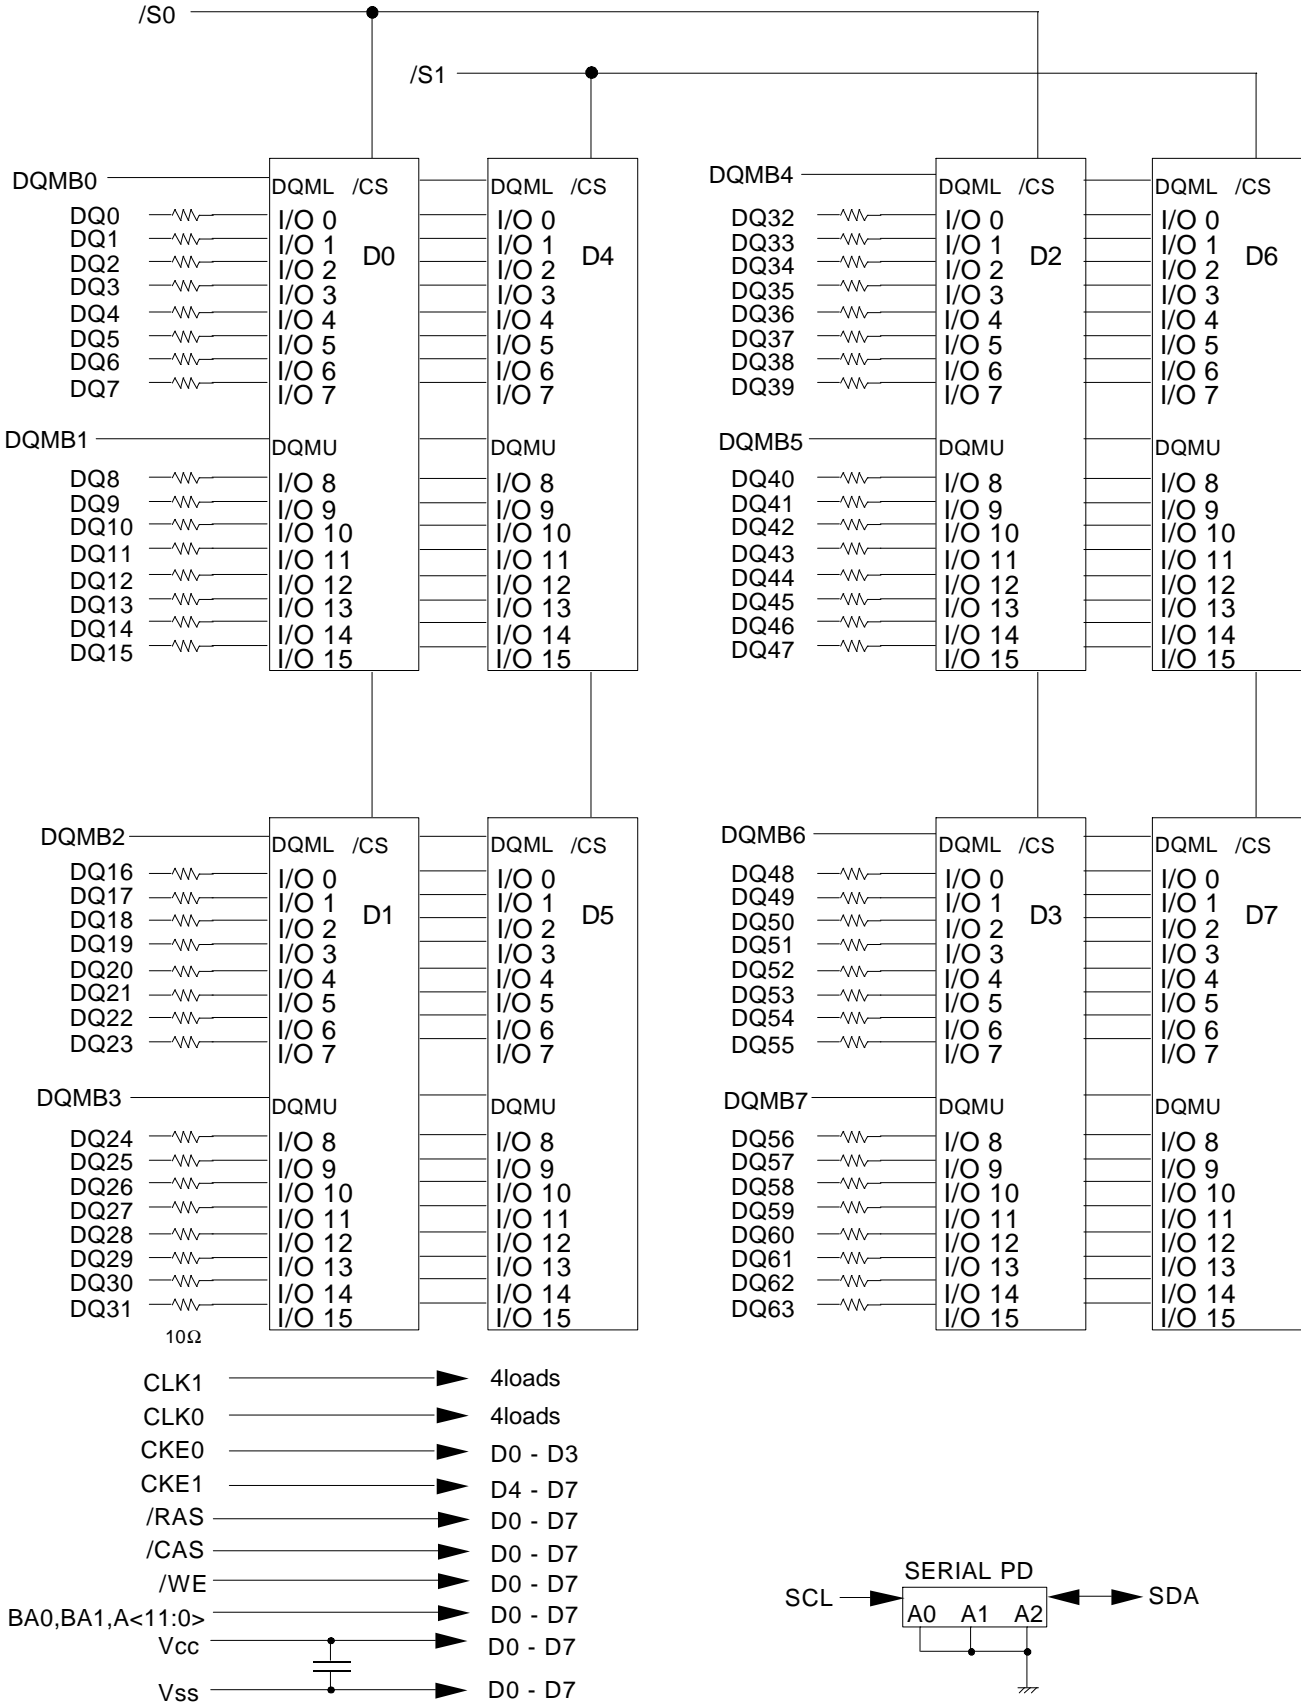 /S0
/S1
DQMB0 DQML /CS DQML /CS DQMB4 DQML /CS DQML /CS
DQ0 I/O 0 I/O 0 DQ32 I/O 0 I/O 0
DQ1 I/O 1 I/O 1 DQ33 I/O 1 I/O 1
D0 D4 D2 D6
DQ2 I/O 2 I/O 2 DQ34 I/O 2 I/O 2
DQ3 I/O 3 I/O 3 DQ35 I/O 3 I/O 3
DQ4 I/O 4 I/O 4 DQ36 I/O 4 I/O 4
DQ5 I/O 5 I/O 5 DQ37 I/O 5 I/O 5
DQ6 I/O 6 I/O 6 DQ38 I/O 6 I/O 6
DQ7 I/O 7 I/O 7 DQ39 I/O 7 I/O 7
DQMB1 DQMU DQMU DQMB5 DQMU DQMU
DQ8 I/O 8 I/O 8 DQ40 I/O 8 I/O 8
DQ9 I/O 9 I/O 9 DQ41 I/O 9 I/O 9
DQ10 I/O 10 I/O 10 DQ42 I/O 10 I/O 10
DQ11 I/O 11 I/O 11 DQ43 I/O 11 I/O 11
DQ12 I/O 12 I/O 12 DQ44 I/O 12 I/O 12
DQ13 I/O 13 I/O 13 DQ45 I/O 13 I/O 13
DQ14 I/O 14 I/O 14 DQ46 I/O 14 I/O 14
DQ15 I/O 15 I/O 15 DQ47 I/O 15 I/O 15
DQMB2 DQML /CS DQML /CS DQMB6 DQML /CS DQML /CS
DQ16 I/O 0 I/O 0 DQ48 I/O 0 I/O 0
DQ17 I/O 1 I/O 1 DQ49 I/O 1 I/O 1
D1 D5 D3 D7
DQ18 I/O 2 I/O 2 DQ50 I/O 2 I/O 2
DQ19 I/O 3 I/O 3 DQ51 I/O 3 I/O 3
DQ20 I/O 4 I/O 4 DQ52 I/O 4 I/O 4
DQ21 I/O 5 I/O 5 DQ53 I/O 5 I/O 5
DQ22 I/O 6 I/O 6 DQ54 I/O 6 I/O 6
DQ23 I/O 7 I/O 7 DQ55 I/O 7 I/O 7
DQMB3 DQMU DQMU DQMB7 DQMU DQMU
DQ24 I/O 8 I/O 8 DQ56 I/O 8 I/O 8
DQ25 I/O 9 I/O 9 DQ57 I/O 9 I/O 9
DQ26 I/O 10 I/O 10 DQ58 I/O 10 I/O 10
DQ27 I/O 11 I/O 11 DQ59 I/O 11 I/O 11
DQ28 I/O 12 I/O 12 DQ60 I/O 12 I/O 12
DQ29 I/O 13 I/O 13 DQ61 I/O 13 I/O 13
DQ30 I/O 14 I/O 14 DQ62 I/O 14 I/O 14
DQ31 I/O 15 I/O 15 DQ63 I/O 15 I/O 15
10Ω
CLK1 4loads
CLK0 4loads
CKE0 D0 - D3
CKE1 D4 - D7
/RAS D0 - D7
/CAS D0 - D7
/WE D0 - D7
BA0,BA1,A<11:0> D0 - D7
Vcc D0 - D7
Vss D0 - D7
SERIAL PD
SCL SDA
A0 A1 A2